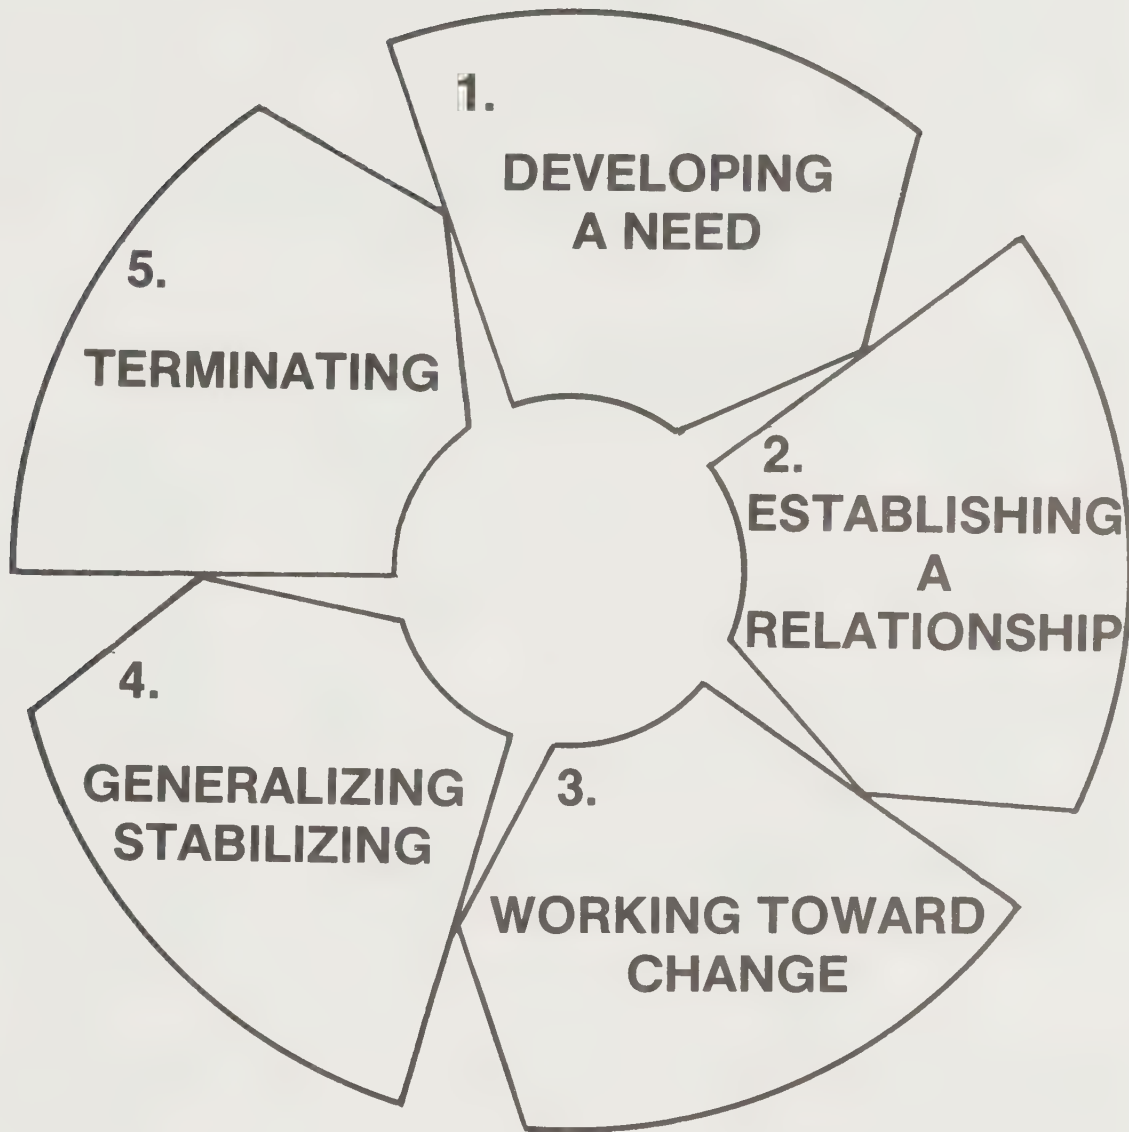 1.
DEVELOPING
A NEED
2.
ESTABLISHING
A
RELATIONSHIP
3.
WORKING TOWARD
CHANGE
4.
GENERALIZING
STABILIZING
5.
TERMINATING